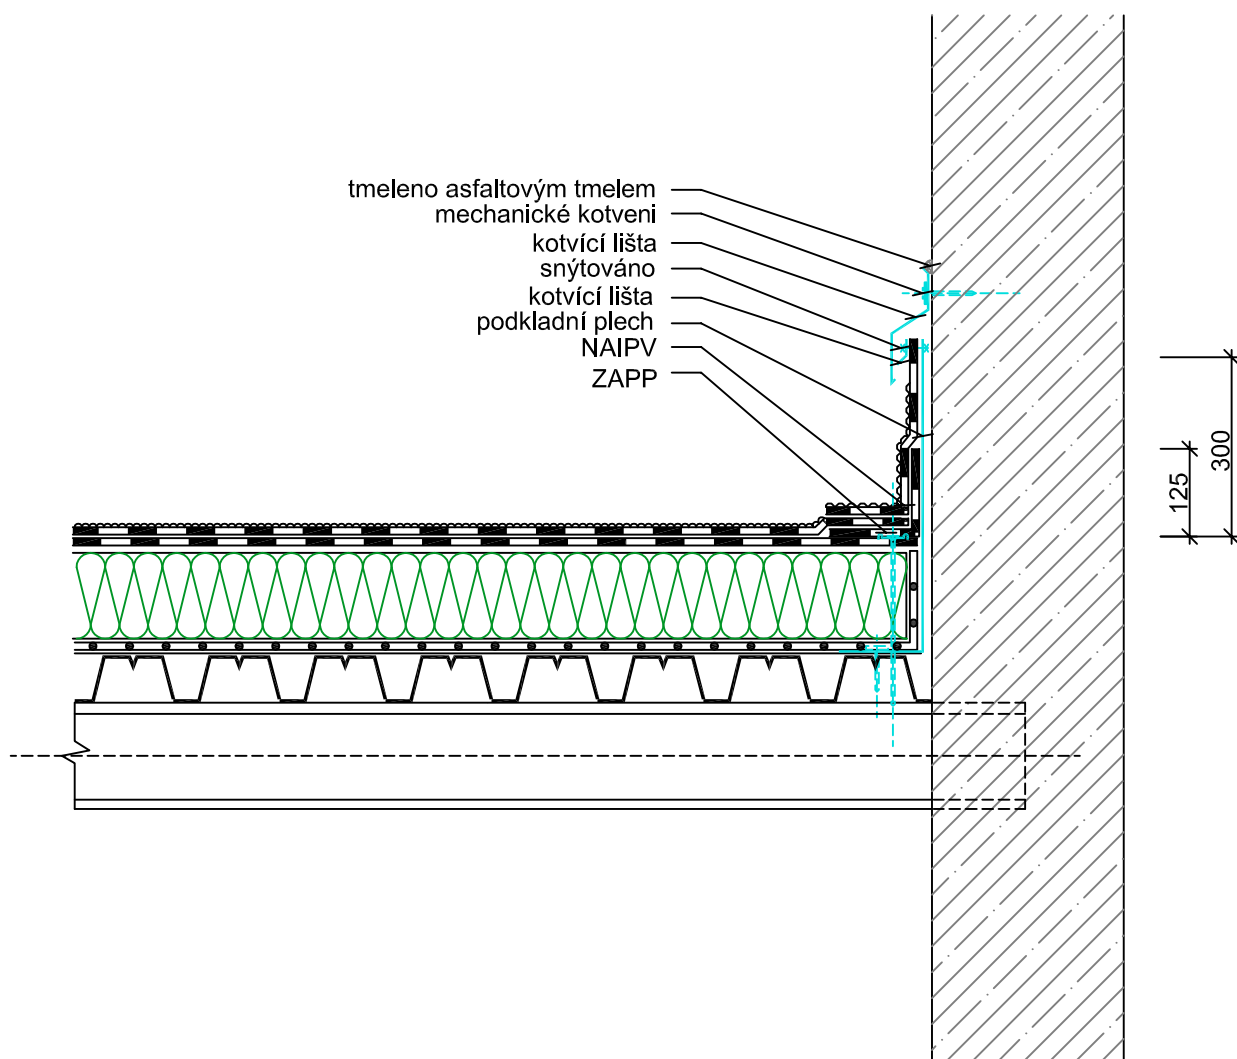 tmeleno asfaltovým tmelem
mechanické kotveni
kotvící lišta
snýtováno
kotvící lišta
podkladní plech
NAIPV
ZAPP
125
300